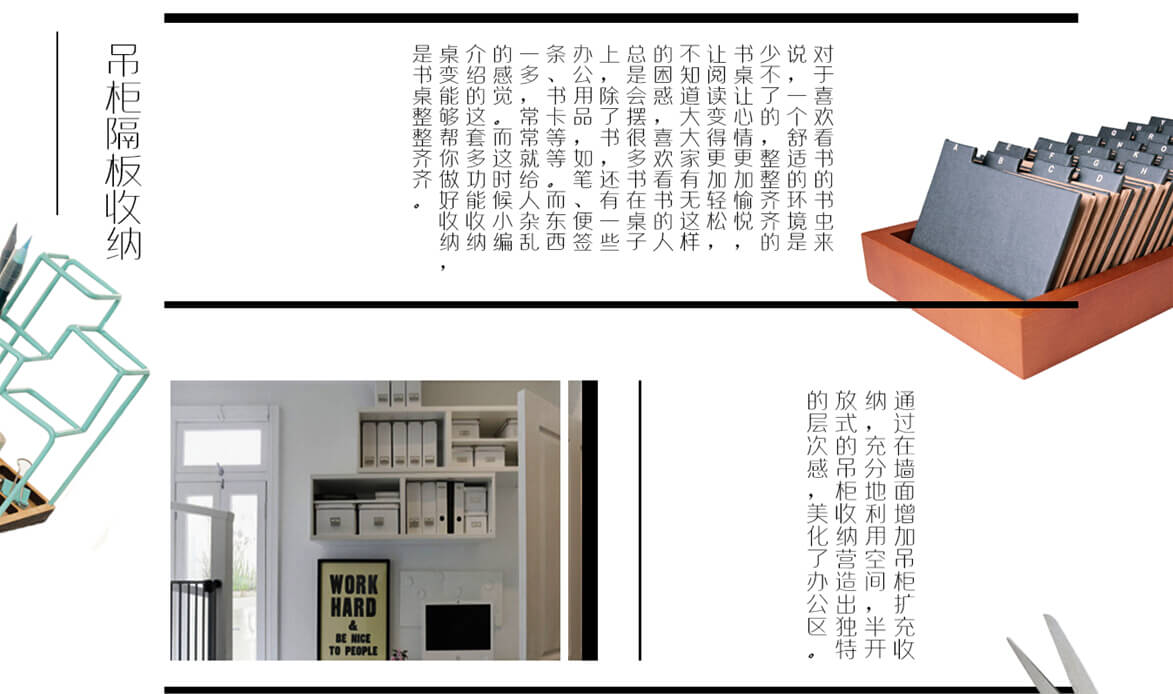 吊柜隔板收纳
对于喜欢看书的书虫来
说，一个舒适的环境是
少不了的，整整齐齐的
书桌让心情更加愉悦，
让阅读变得更加轻松，
不知道大大家有无这样
的困惑，喜欢看书的人
总是会摆很多书在桌子
上，除了书，还有一些
办公用品，如笔、便签
条、书卡等等。而东西
一多，常常就给人杂乱
的感觉。而这时候小编
介绍的这套多功能收纳
桌变能够帮你做好收纳，
是书桌整整齐齐。
A
B
C
D
H
通过在墙面增加吊柜扩充收
纳，充分地利用空间，半开
放式的吊柜收纳营造出独特
的层次感，美化了办公区。
WORK
HARD
&
BE NICE
TO PEOPLE